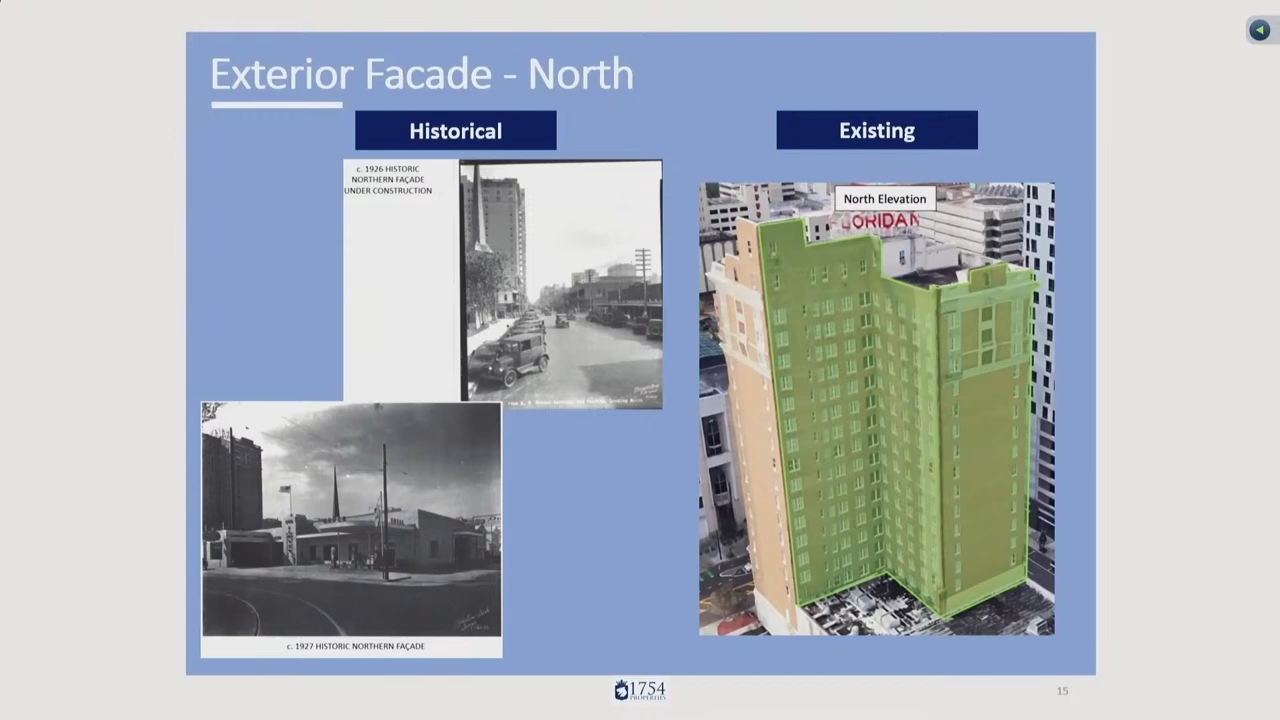 Exterior Facade - North
Historical
Existing
c. 1926 HISTORIC
NORTHERN FAÇADE
UNDER CONSTRUCTION
North Elevation
LORIDAN
c. 1927 HISTORIC NORTHERN FAÇADE
1754
PROPERTIES
15